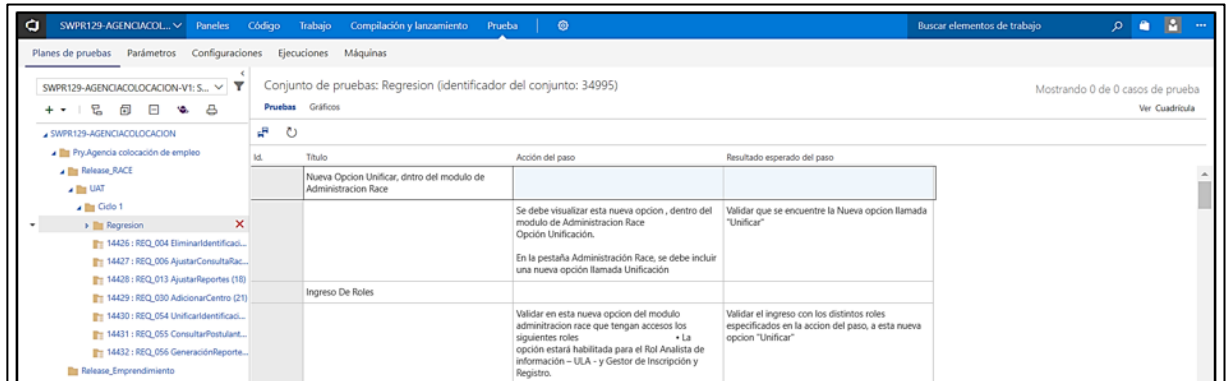 SWPR129-AGENCIACOL... Paneles Código Trabajo Compilación y lanzamiento Prueba Buscar elementos de trabajo
Planes de pruebas Parámetros Configuraciones Ejecuciones Máquinas
SWPR129-AGENCIACOLOCACION-V1: S...
Conjunto de pruebas: Regresion (identificador del conjunto: 34995)
Mostrando 0 de 0 casos de prueba
Pruebas Gráficos
Ver Cuadrícula
SWPR129-AGENCIACOLOCACION
Pry.Agencia colocación de empleo
Release_RACE
UAT
Ciclo 1
Regresion
14426 : REQ_004 EliminarIdentificaci...
14427 : REQ_006 AjustarConsultaRac...
14428 : REQ_013 AjustarReportes (18)
14429 : REQ_030 AdicionarCentro (21)
14430 : REQ_054 UnificarIdentificaci...
14431 : REQ_055 ConsultarPostulant...
14432 : REQ_056 GeneraciónReporte...
Release_Emprendimiento
Id. Título Acción del paso Resultado esperado del paso
Nueva Opcion Unificar, dntro del modulo de
Administracion Race
Se debe visualizar esta nueva opcion , dentro del
modulo de Administracion Race
Opción Unificación.
En la pestaña Administración Race, se debe incluir
una nueva opción llamada Unificación
Validar que se encuentre la Nueva opcion llamada
"Unificar"
Ingreso De Roles
Validar en esta nueva opcion del modulo
adminitracion race que tengan accesos los
siguientes roles • La
opción estará habilitada para el Rol Analista de
información – ULA - y Gestor de Inscripción y
Registro.
Validar el ingreso con los distintos roles
especificados en la accion del paso, a esta nueva
opcion "Unificar"